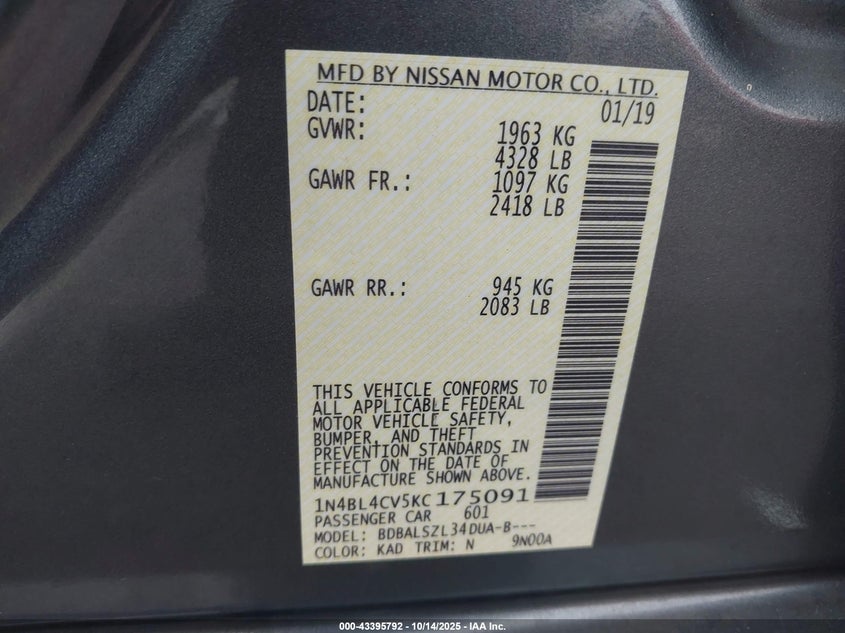 MFD BY NISSAN MOTOR CO., LTD.
DATE: 01/19
GVWR: 1963 KG
4328 LB
GAWR FR.: 1097 KG
2418 LB
GAWR RR.: 945 KG
2083 LB
THIS VEHICLE CONFORMS TO
ALL APPLICABLE FEDERAL
MOTOR VEHICLE SAFETY,
BUMPER, AND THEFT
PREVENTION STANDARDS IN
EFFECT ON THE DATE OF
MANUFACTURE SHOWN ABOVE.
1N4BL4CV5KC175091
PASSENGER CAR 601
MODEL: BDBALSZL34DUA-B---
COLOR: KAD TRIM: N 9N00A
000-43395792 - 10/14/2025 - IAA Inc.